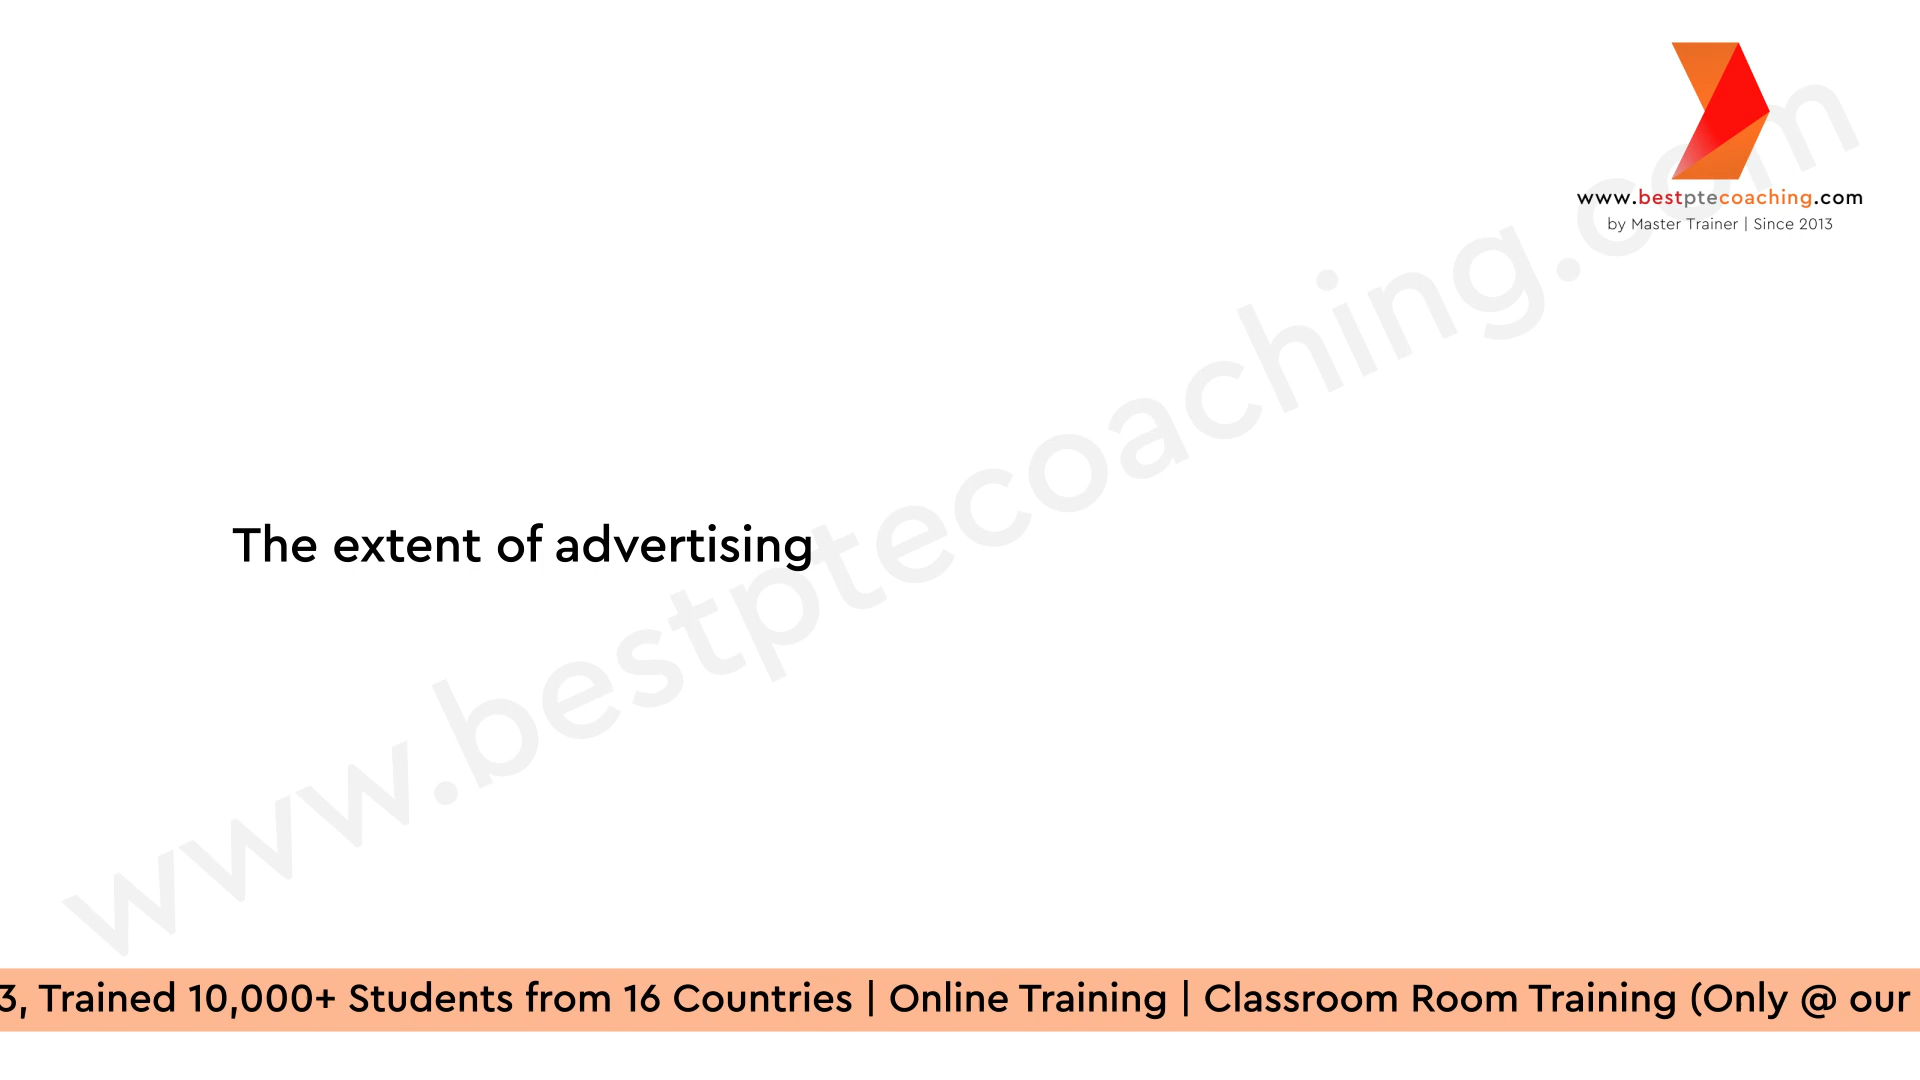 www.bestptecoaching.com
by Master Trainer | Since 2013
www.bestptecoaching.com
The extent of advertising
3, Trained 10,000+ Students from 16 Countries | Online Training | Classroom Room Training (Only @ our